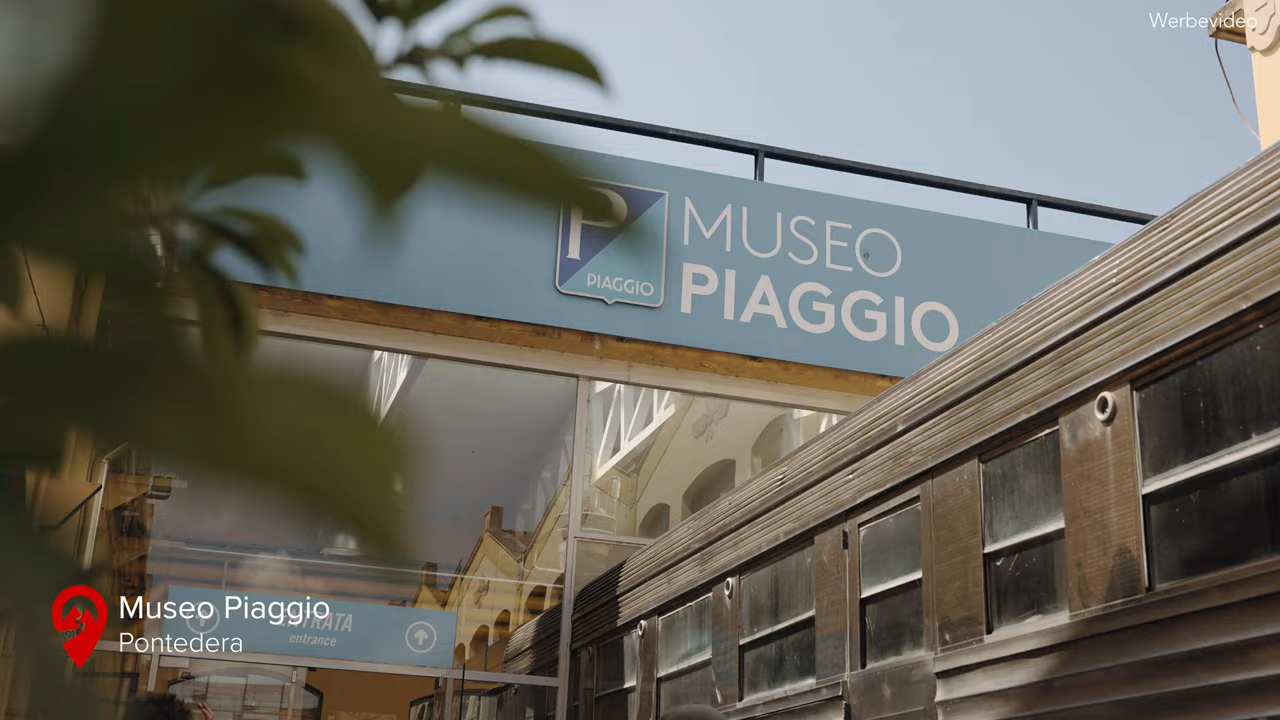 Werbevideo
P
PIAGGIO
MUSEO
PIAGGIO
ENTRATA
entrance
Museo Piaggio
Pontedera